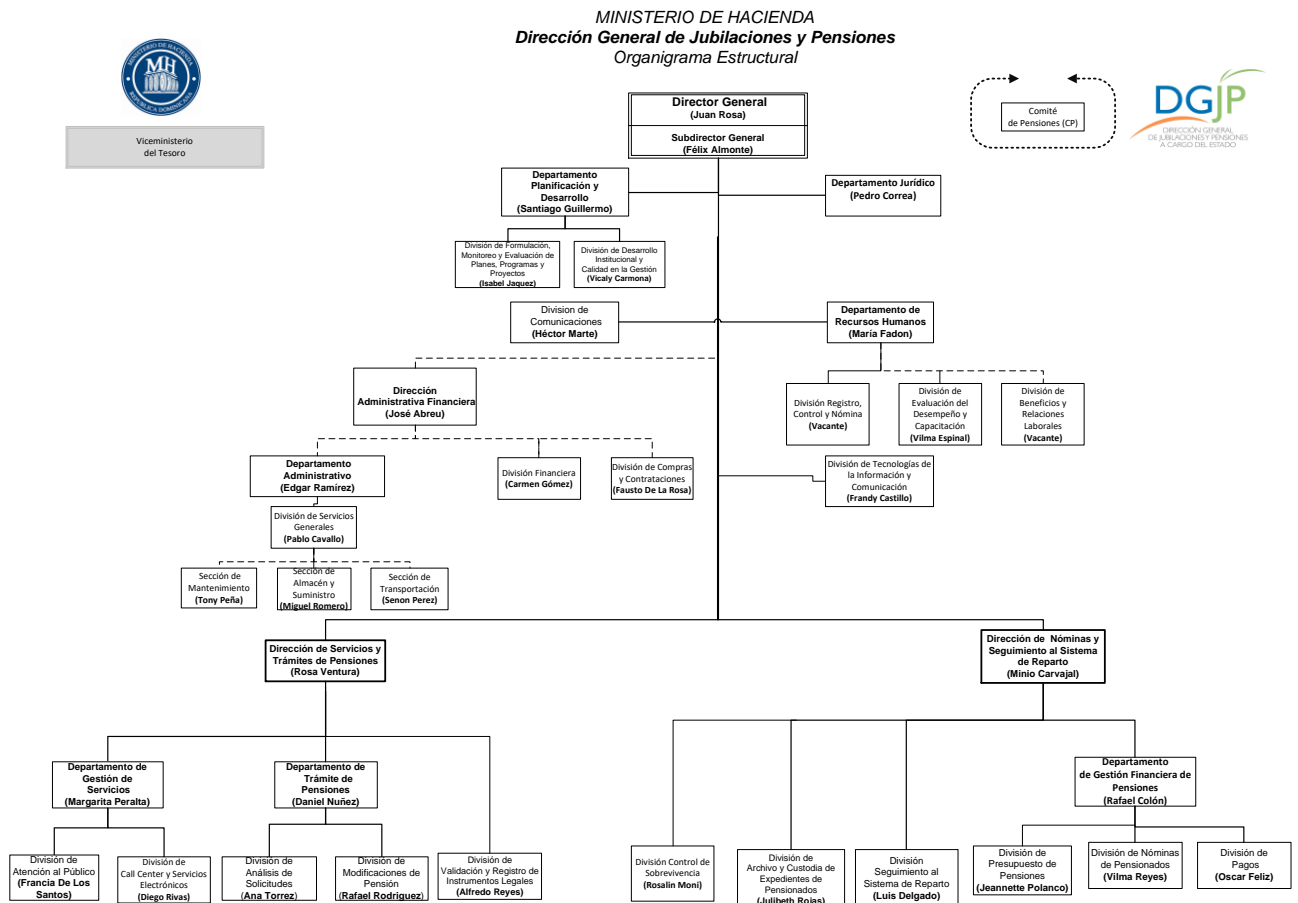 MINISTERIO DE HACIENDA
Dirección General de Jubilaciones y Pensiones
Organigrama Estructural
MINISTERIO DE HACIENDA
MH
REPUBLICA DOMINICANA
Viceministerio
del Tesoro
Director General
(Juan Rosa)
Subdirector General
(Félix Almonte)
Comité
de Pensiones (CP)
DGJP
DIRECCIÓN GENERAL
DE JUBILACIONES Y PENSIONES
A CARGO DEL ESTADO
Departamento
Planificación y
Desarrollo
(Santiago Guillermo)
Departamento Jurídico
(Pedro Correa)
División de Formulación,
Monitoreo y Evaluación de
Planes, Programas y
Proyectos
(Isabel Jaquez)
División de Desarrollo
Institucional y
Calidad en la Gestión
(Vicaly Carmona)
Division de
Comunicaciones
(Héctor Marte)
Departamento de
Recursos Humanos
(María Fadon)
Dirección
Administrativa Financiera
(José Abreu)
División Registro,
Control y Nómina
(Vacante)
División de
Evaluación del
Desempeño y
Capacitación
(Vilma Espinal)
División de
Beneficios y
Relaciones
Laborales
(Vacante)
Departamento
Administrativo
(Edgar Ramírez)
División Financiera
(Carmen Gómez)
División de Compras
y Contrataciones
(Fausto De La Rosa)
División de Tecnologías de
la Información y
Comunicación
(Frandy Castillo)
División de Servicios
Generales
(Pablo Cavallo)
Sección de
Mantenimiento
(Tony Peña)
Sección de
Almacén y
Suministro
(Miguel Romero)
Sección de
Transportación
(Senon Perez)
Dirección de Servicios y
Trámites de Pensiones
(Rosa Ventura)
Dirección de Nóminas y
Seguimiento al Sistema
de Reparto
(Minio Carvajal)
Departamento de
Gestión de
Servicios
(Margarita Peralta)
Departamento de
Trámite de
Pensiones
(Daniel Nuñez)
Departamento
de Gestión Financiera de
Pensiones
(Rafael Colón)
División de
Atención al Público
(Francia De Los
Santos)
División de
Call Center y Servicios
Electrónicos
(Diego Rivas)
División de
Análisis de
Solicitudes
(Ana Torrez)
División de
Modificaciones de
Pensión
(Rafael Rodriguez)
División de
Validación y Registro de
Instrumentos Legales
(Alfredo Reyes)
División Control de
Sobrevivencia
(Rosalin Moni)
División de
Archivo y Custodia de
Expedientes de
Pensionados
(Julibeth Rojas)
División
Seguimiento al
Sistema de Reparto
(Luis Delgado)
División de
Presupuesto de
Pensiones
(Jeannette Polanco)
División de Nóminas
de Pensionados
(Vilma Reyes)
División de
Pagos
(Oscar Feliz)